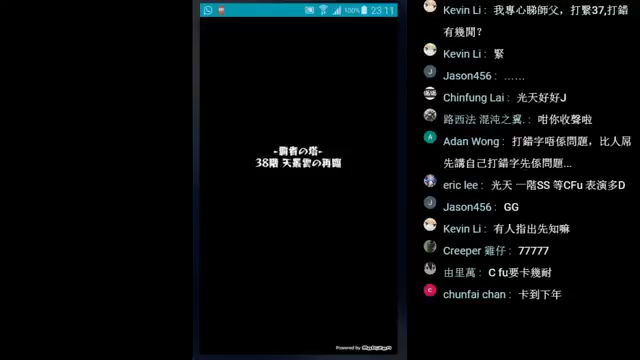 100% 23:11
-覇者の塔-
38階 天叢雲の再臨
Powered by
Kevin Li : 我專心睇師父，打緊37,打錯
有幾閒?
Kevin Li : 緊
Jason456 : ……
Chinfung Lai : 光天好好J
路西法 混沌之翼. : 咁你收聲啦
Adan Wong : 打錯字唔係問題，比人屌
先講自己打錯字先係問題...
eric lee : 光天 一階SS 等CFu 表演多D
Jason456 : GG
Kevin Li : 有人指出先知嘛
Creeper 雞仔 : 77777
由里萬 : C fu要卡幾耐
chunfai chan : 卡到下年